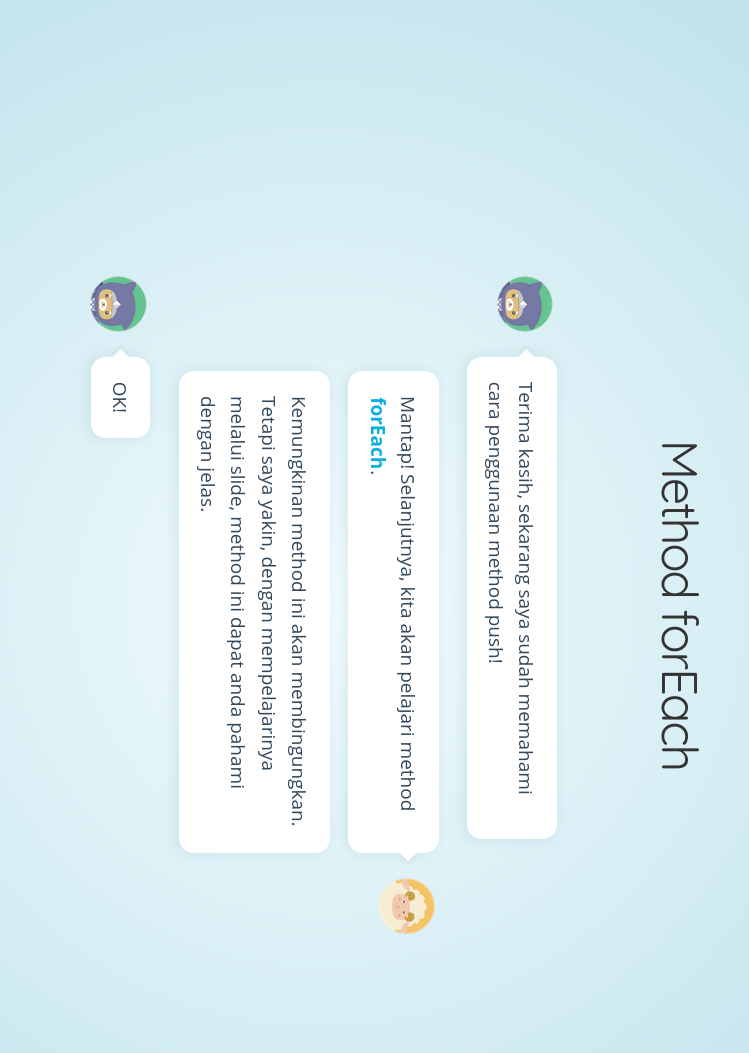 Method forEach
Terima kasih, sekarang saya sudah memahami
cara penggunaan method push!
Mantap! Selanjutnya, kita akan pelajari method
forEach.
Kemungkinan method ini akan membingungkan.
Tetapi saya yakin, dengan mempelajarinya
melalui slide, method ini dapat anda pahami
dengan jelas.
OK!